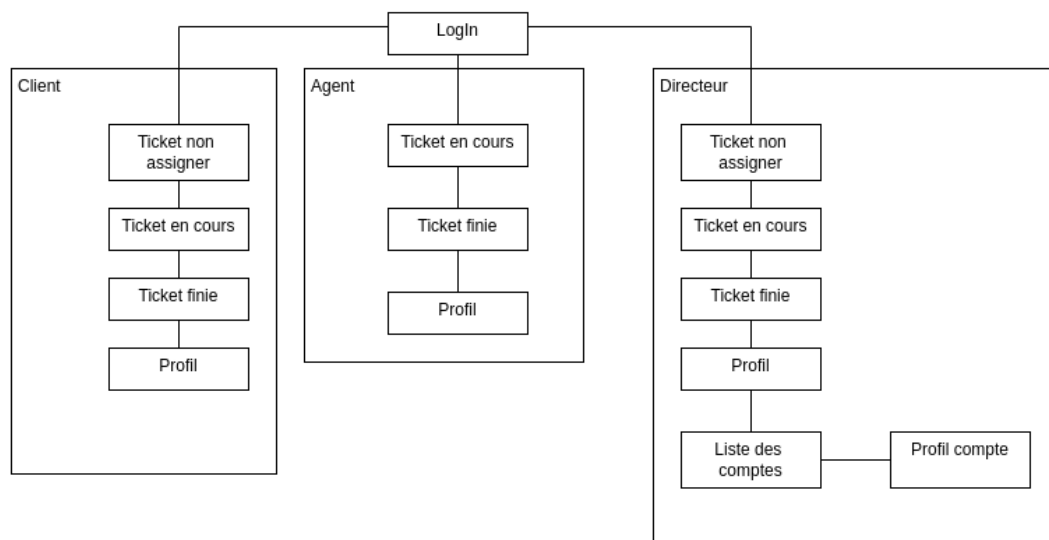 LogIn
Client
Ticket non
assigner
Ticket en cours
Ticket finie
Profil
Agent
Ticket en cours
Ticket finie
Profil
Directeur
Ticket non
assigner
Ticket en cours
Ticket finie
Profil
Liste des
comptes
Profil compte